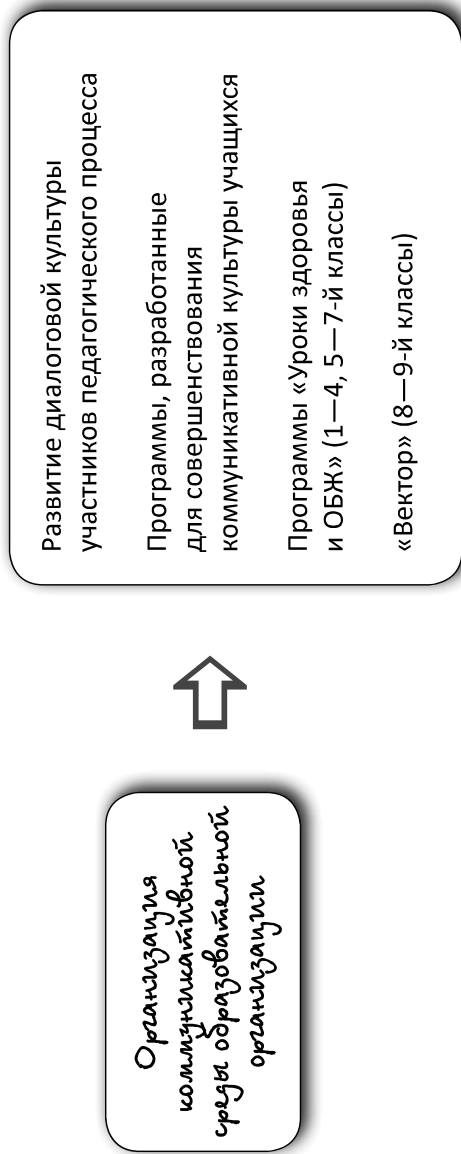 Организация
коммуникативной
среды образовательной
организации
Развитие диалоговой культуры
участников педагогического процесса
Программы, разработанные
для совершенствования
коммуникативной культуры учащихся
Программы «Уроки здоровья
и ОБЖ» (1—4, 5—7-й классы)
«Вектор» (8—9-й классы)